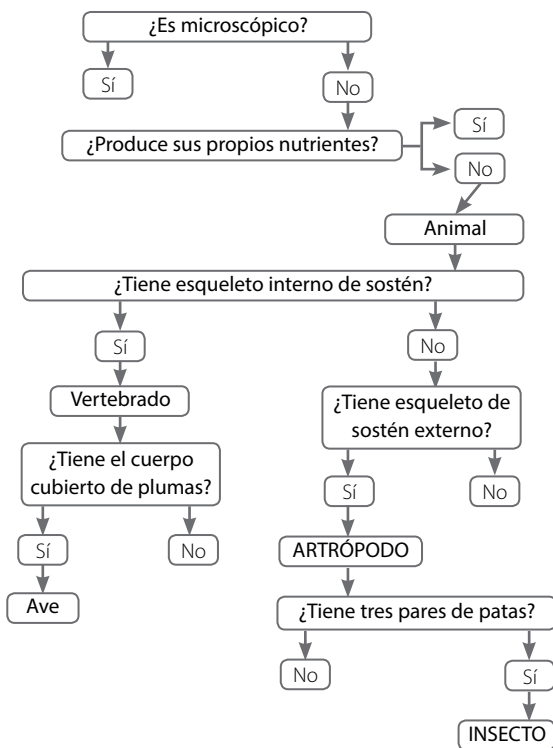 ¿Es microscópico?
Sí
No
¿Produce sus propios nutrientes?
Sí
No
Animal
¿Tiene esqueleto interno de sostén?
Sí
No
Vertebrado
¿Tiene esqueleto de
sostén externo?
¿Tiene el cuerpo
cubierto de plumas?
Sí
No
Sí
No
Ave
ARTRÓPODO
¿Tiene tres pares de patas?
No
Sí
INSECTO